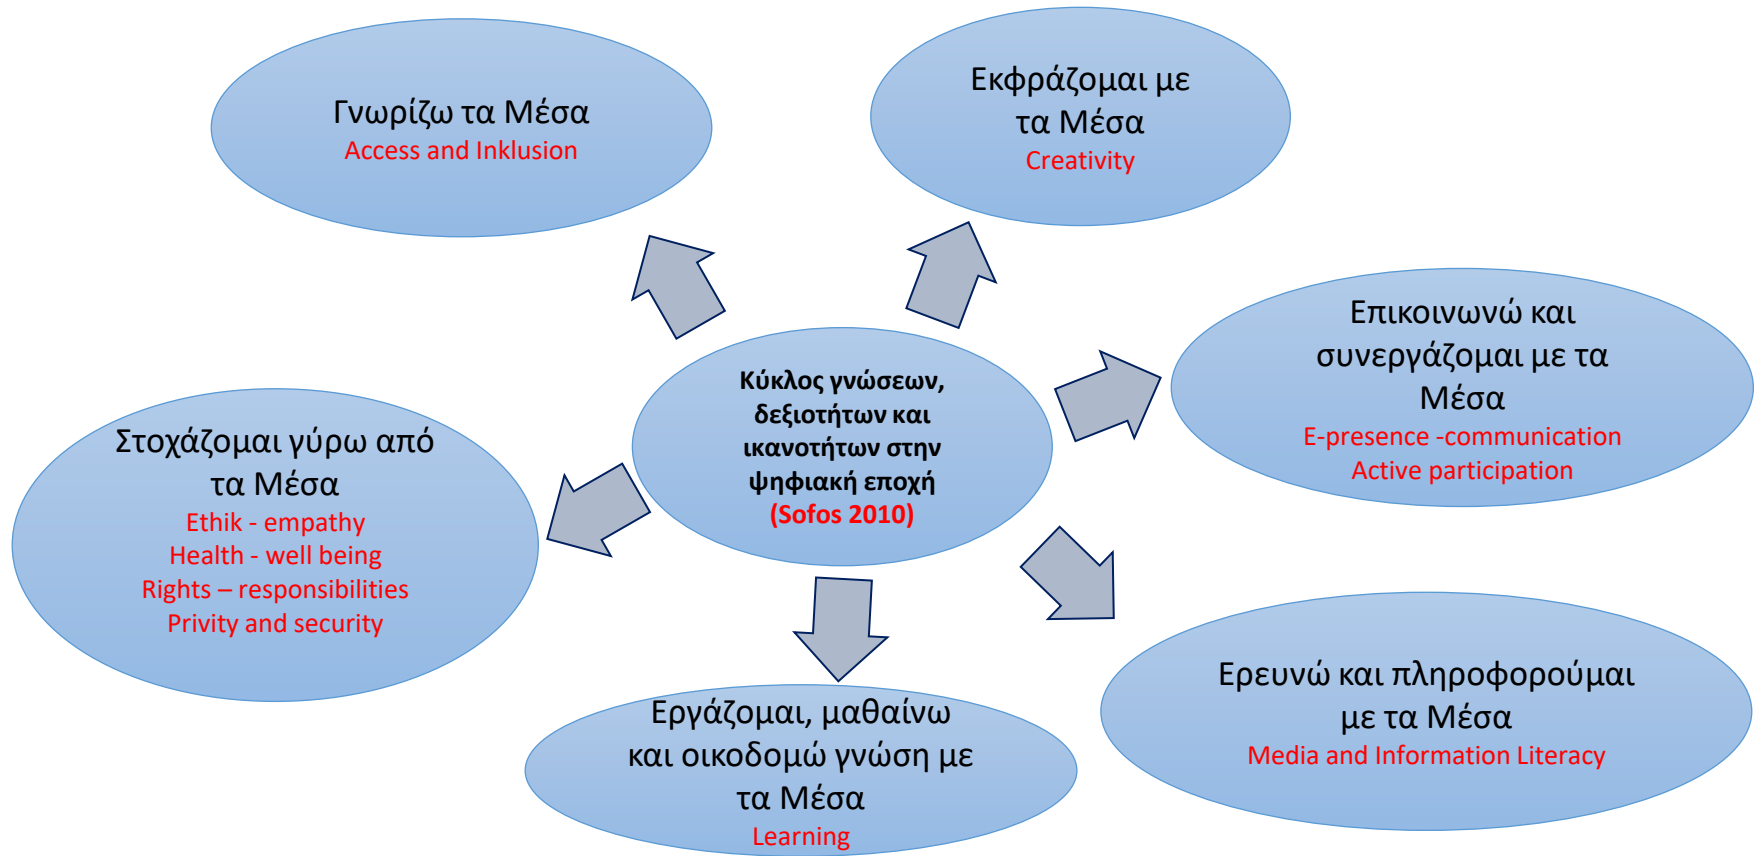 Γνωρίζω τα Μέσα
Access and Inklusion
Εκφράζομαι με
τα Μέσα
Creativity
Επικοινωνώ και
συνεργάζομαι με τα
Μέσα
E-presence -communication
Active participation
Κύκλος γνώσεων,
δεξιοτήτων και
ικανοτήτων στην
ψηφιακή εποχή
(Sofos 2010)
Στοχάζομαι γύρω από
τα Μέσα
Ethik - empathy
Health - well being
Rights – responsibilities
Privity and security
Ερευνώ και πληροφορούμαι
με τα Μέσα
Media and Information Literacy
Εργάζομαι, μαθαίνω
και οικοδομώ γνώση με
τα Μέσα
Learning